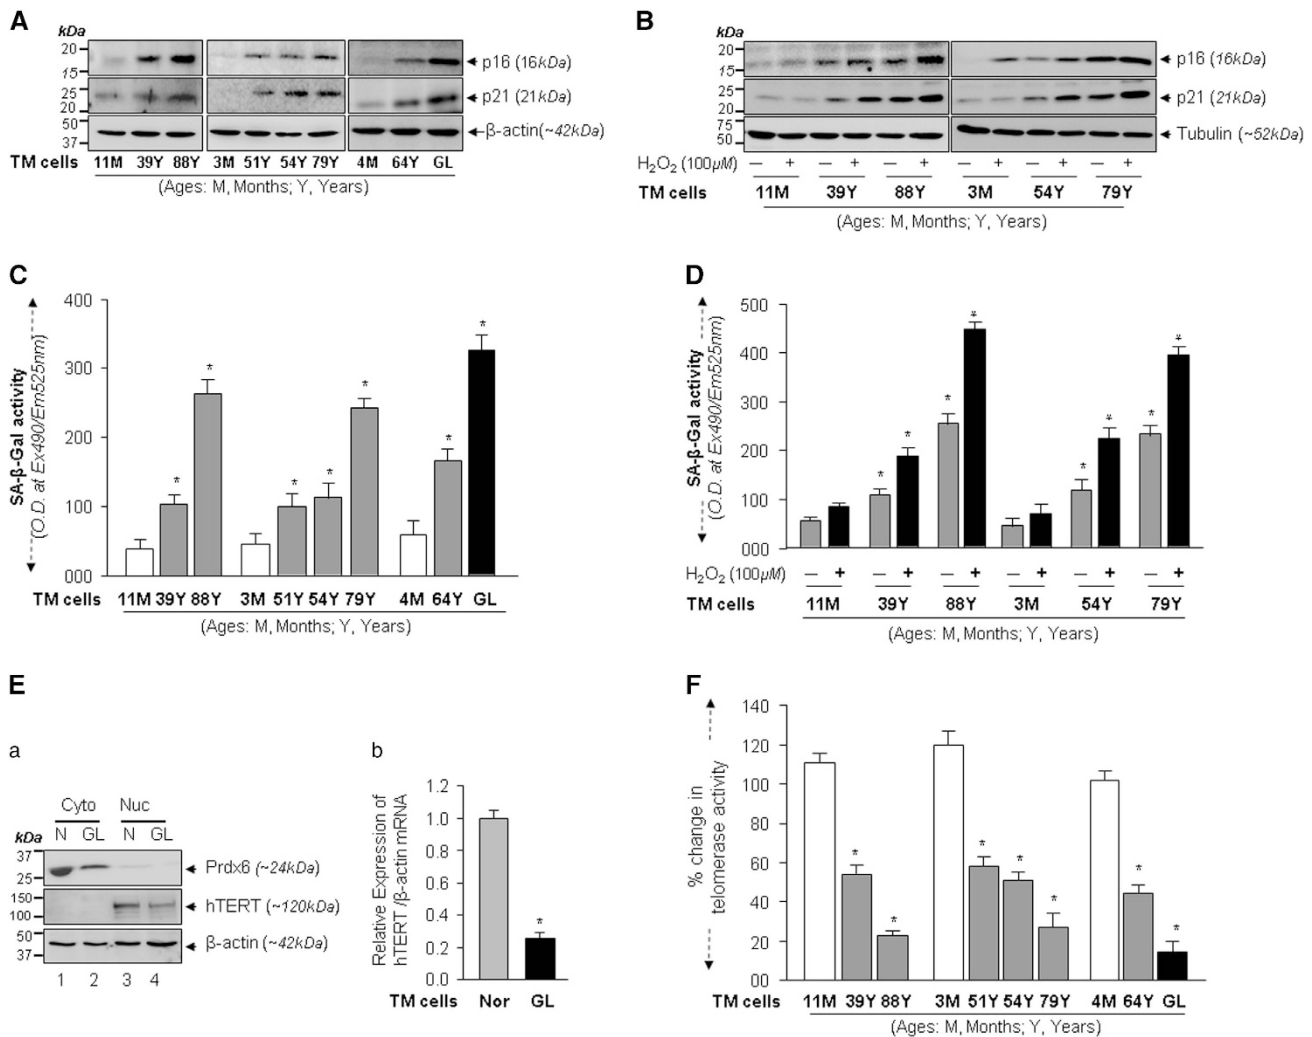 A
kDa
20
15
p16 (16kDa)
25
20
p21 (21kDa)
50
37
β-actin(~42kDa)
TM cells 11M 39Y 88Y 3M 51Y 54Y 79Y 4M 64Y GL
(Ages: M, Months; Y, Years)
B
kDa
20
15
p16 (16kDa)
25
20
p21 (21kDa)
75
50
Tubulin (~52kDa)
H2O2 (100µM) — + — + — + — + — + — +
TM cells 11M 39Y 88Y 3M 54Y 79Y
(Ages: M, Months; Y, Years)
C
SA-β-Gal activity
(O.D. at Ex490/Em525nm)
400
300
200
100
000
* * * * * * *
TM cells 11M 39Y 88Y 3M 51Y 54Y 79Y 4M 64Y GL
(Ages: M, Months; Y, Years)
D
SA-β-Gal activity
(O.D. at Ex490/Em525nm)
500
400
300
200
100
000
* * * * * * * *
H2O2 (100µM) — + — + — + — + — + — +
TM cells 11M 39Y 88Y 3M 54Y 79Y
(Ages: M, Months; Y, Years)
E
a
Cyto Nuc
kDa N GL N GL
37
25
Prdx6 (~24kDa)
150
100
hTERT (~120kDa)
50
37
β-actin (~42kDa)
1 2 3 4
b
Relative Expression of
hTERT /β-actin mRNA
1.2
1.0
0.8
0.6
0.4
0.2
0.0
*
TM cells Nor GL
F
% change in
telomerase activity
140
120
100
80
60
40
20
00
* * * * * * *
TM cells 11M 39Y 88Y 3M 51Y 54Y 79Y 4M 64Y GL
(Ages: M, Months; Y, Years)